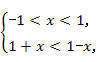 −1 < x < 1,
1 + x < 1−x,